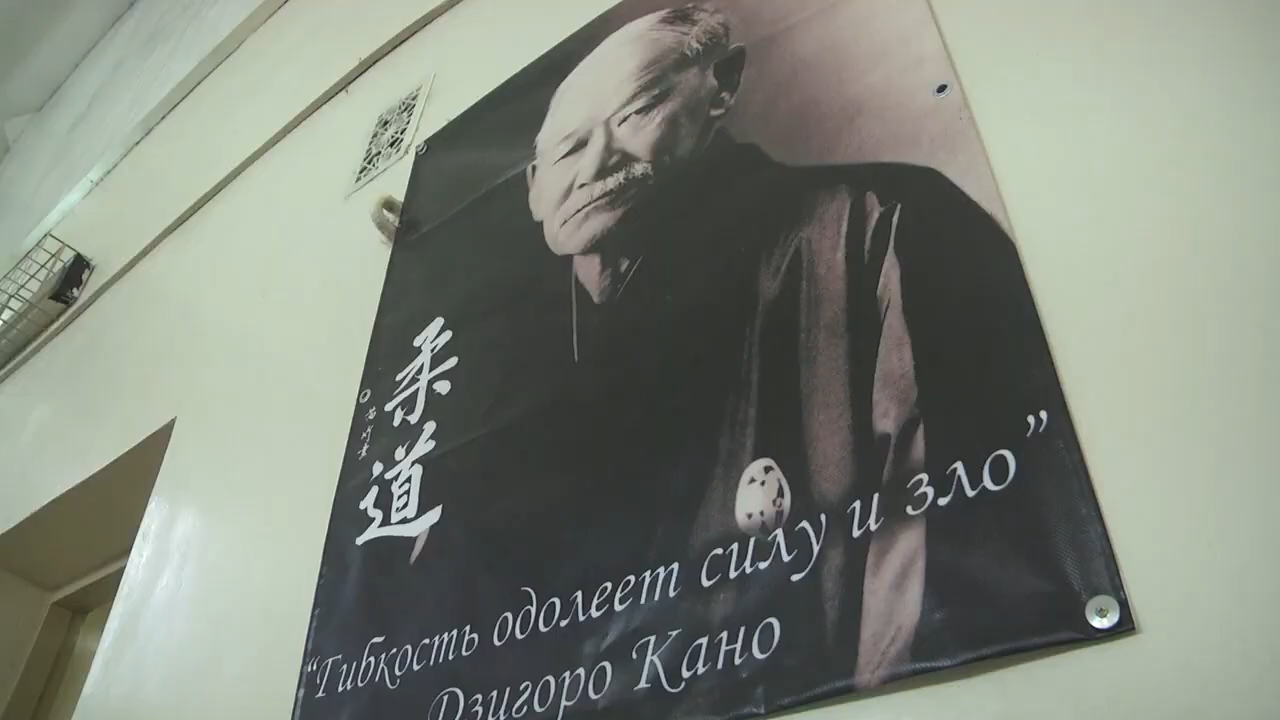 柔道
“Гибкость одолеет силу и зло”
Дзигоро Кано